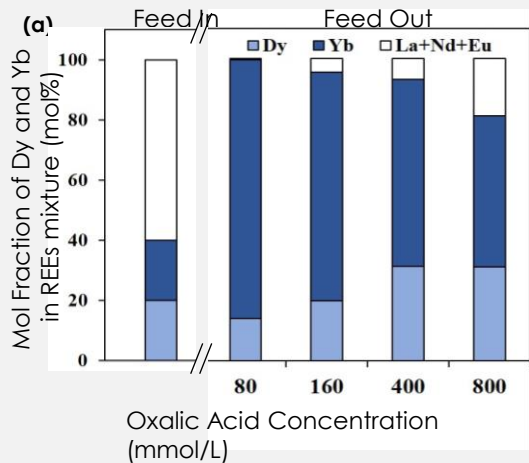 (a)
Feed In
Feed Out
Dy Yb La+Nd+Eu
Mol Fraction of Dy and Yb
in REEs mixture (mol%)
100
80
60
40
20
0
80 160 400 800
Oxalic Acid Concentration
(mmol/L)